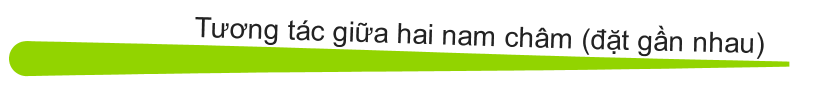 Tương tác giữa hai nam châm (đặt gần nhau)